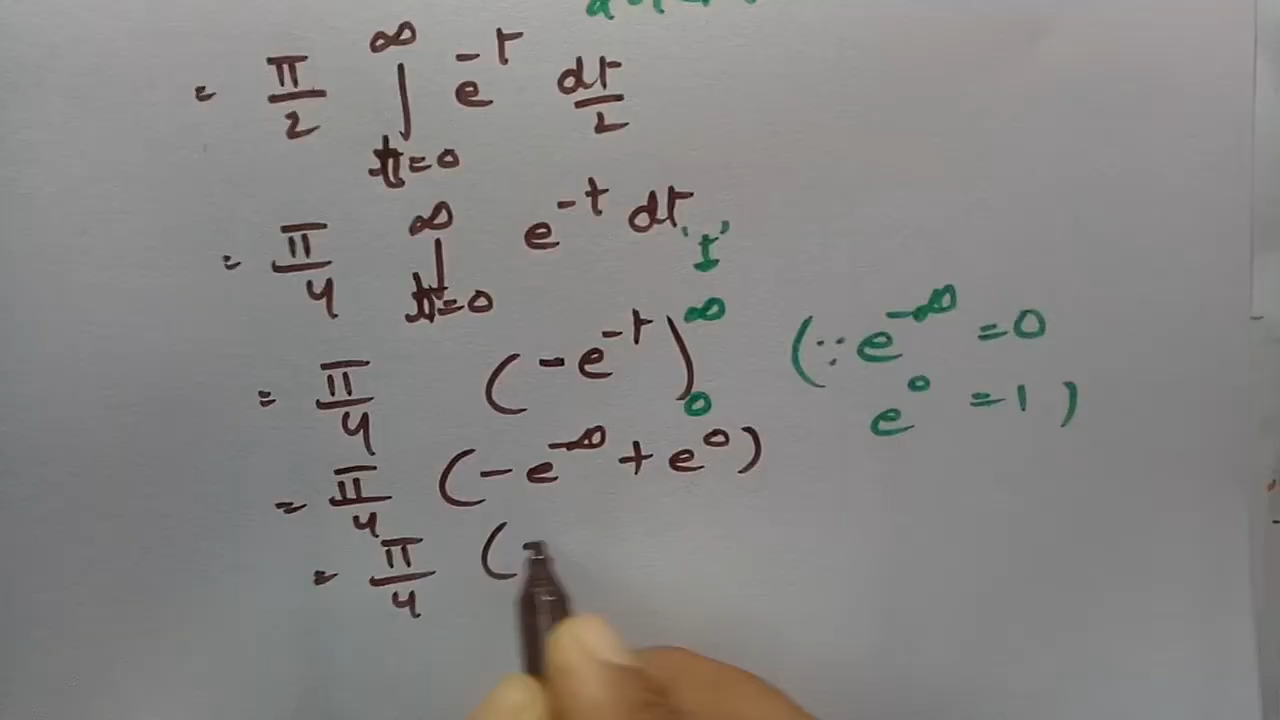 = π/2 ∫_{t=0}^{∞} e^{-t} dt/2
= π/4 ∫_{t=0}^{∞} e^{-t} dt 't'
= π/4 (-e^{-t})_0^∞ (∵ e^{-∞} = 0
e^0 = 1)
= π/4 (-e^{-∞} + e^0)
= π/4 (-